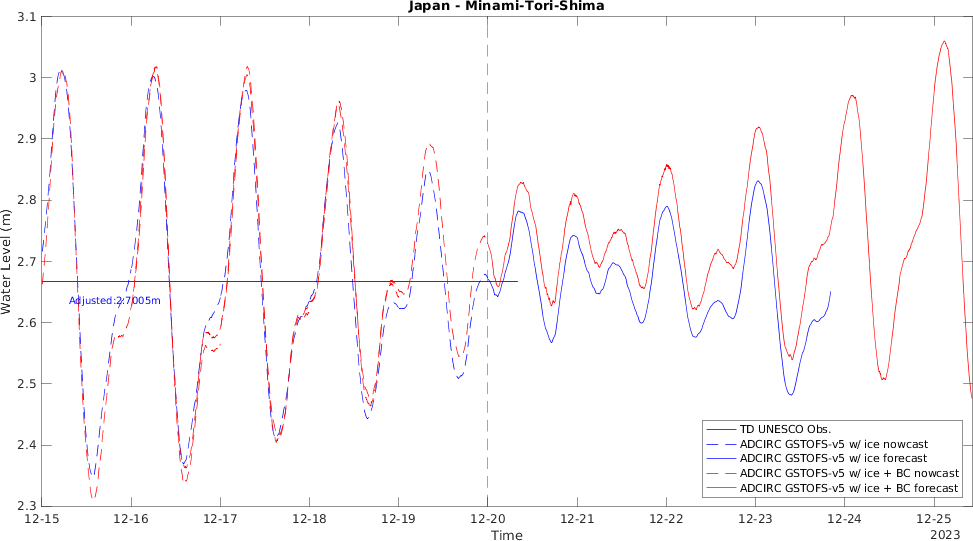 Japan - Minami-Tori-Shima
3.1
3
2.9
2.8
2.7
2.6
2.5
2.4
2.3
Water Level (m)
Adjusted:2.7005m
TD UNESCO Obs.
ADCIRC GSTOFS-v5 w/ ice nowcast
ADCIRC GSTOFS-v5 w/ ice forecast
ADCIRC GSTOFS-v5 w/ ice + BC nowcast
ADCIRC GSTOFS-v5 w/ ice + BC forecast
12-15 12-16 12-17 12-18 12-19 12-20 12-21 12-22 12-23 12-24 12-25
Time
2023